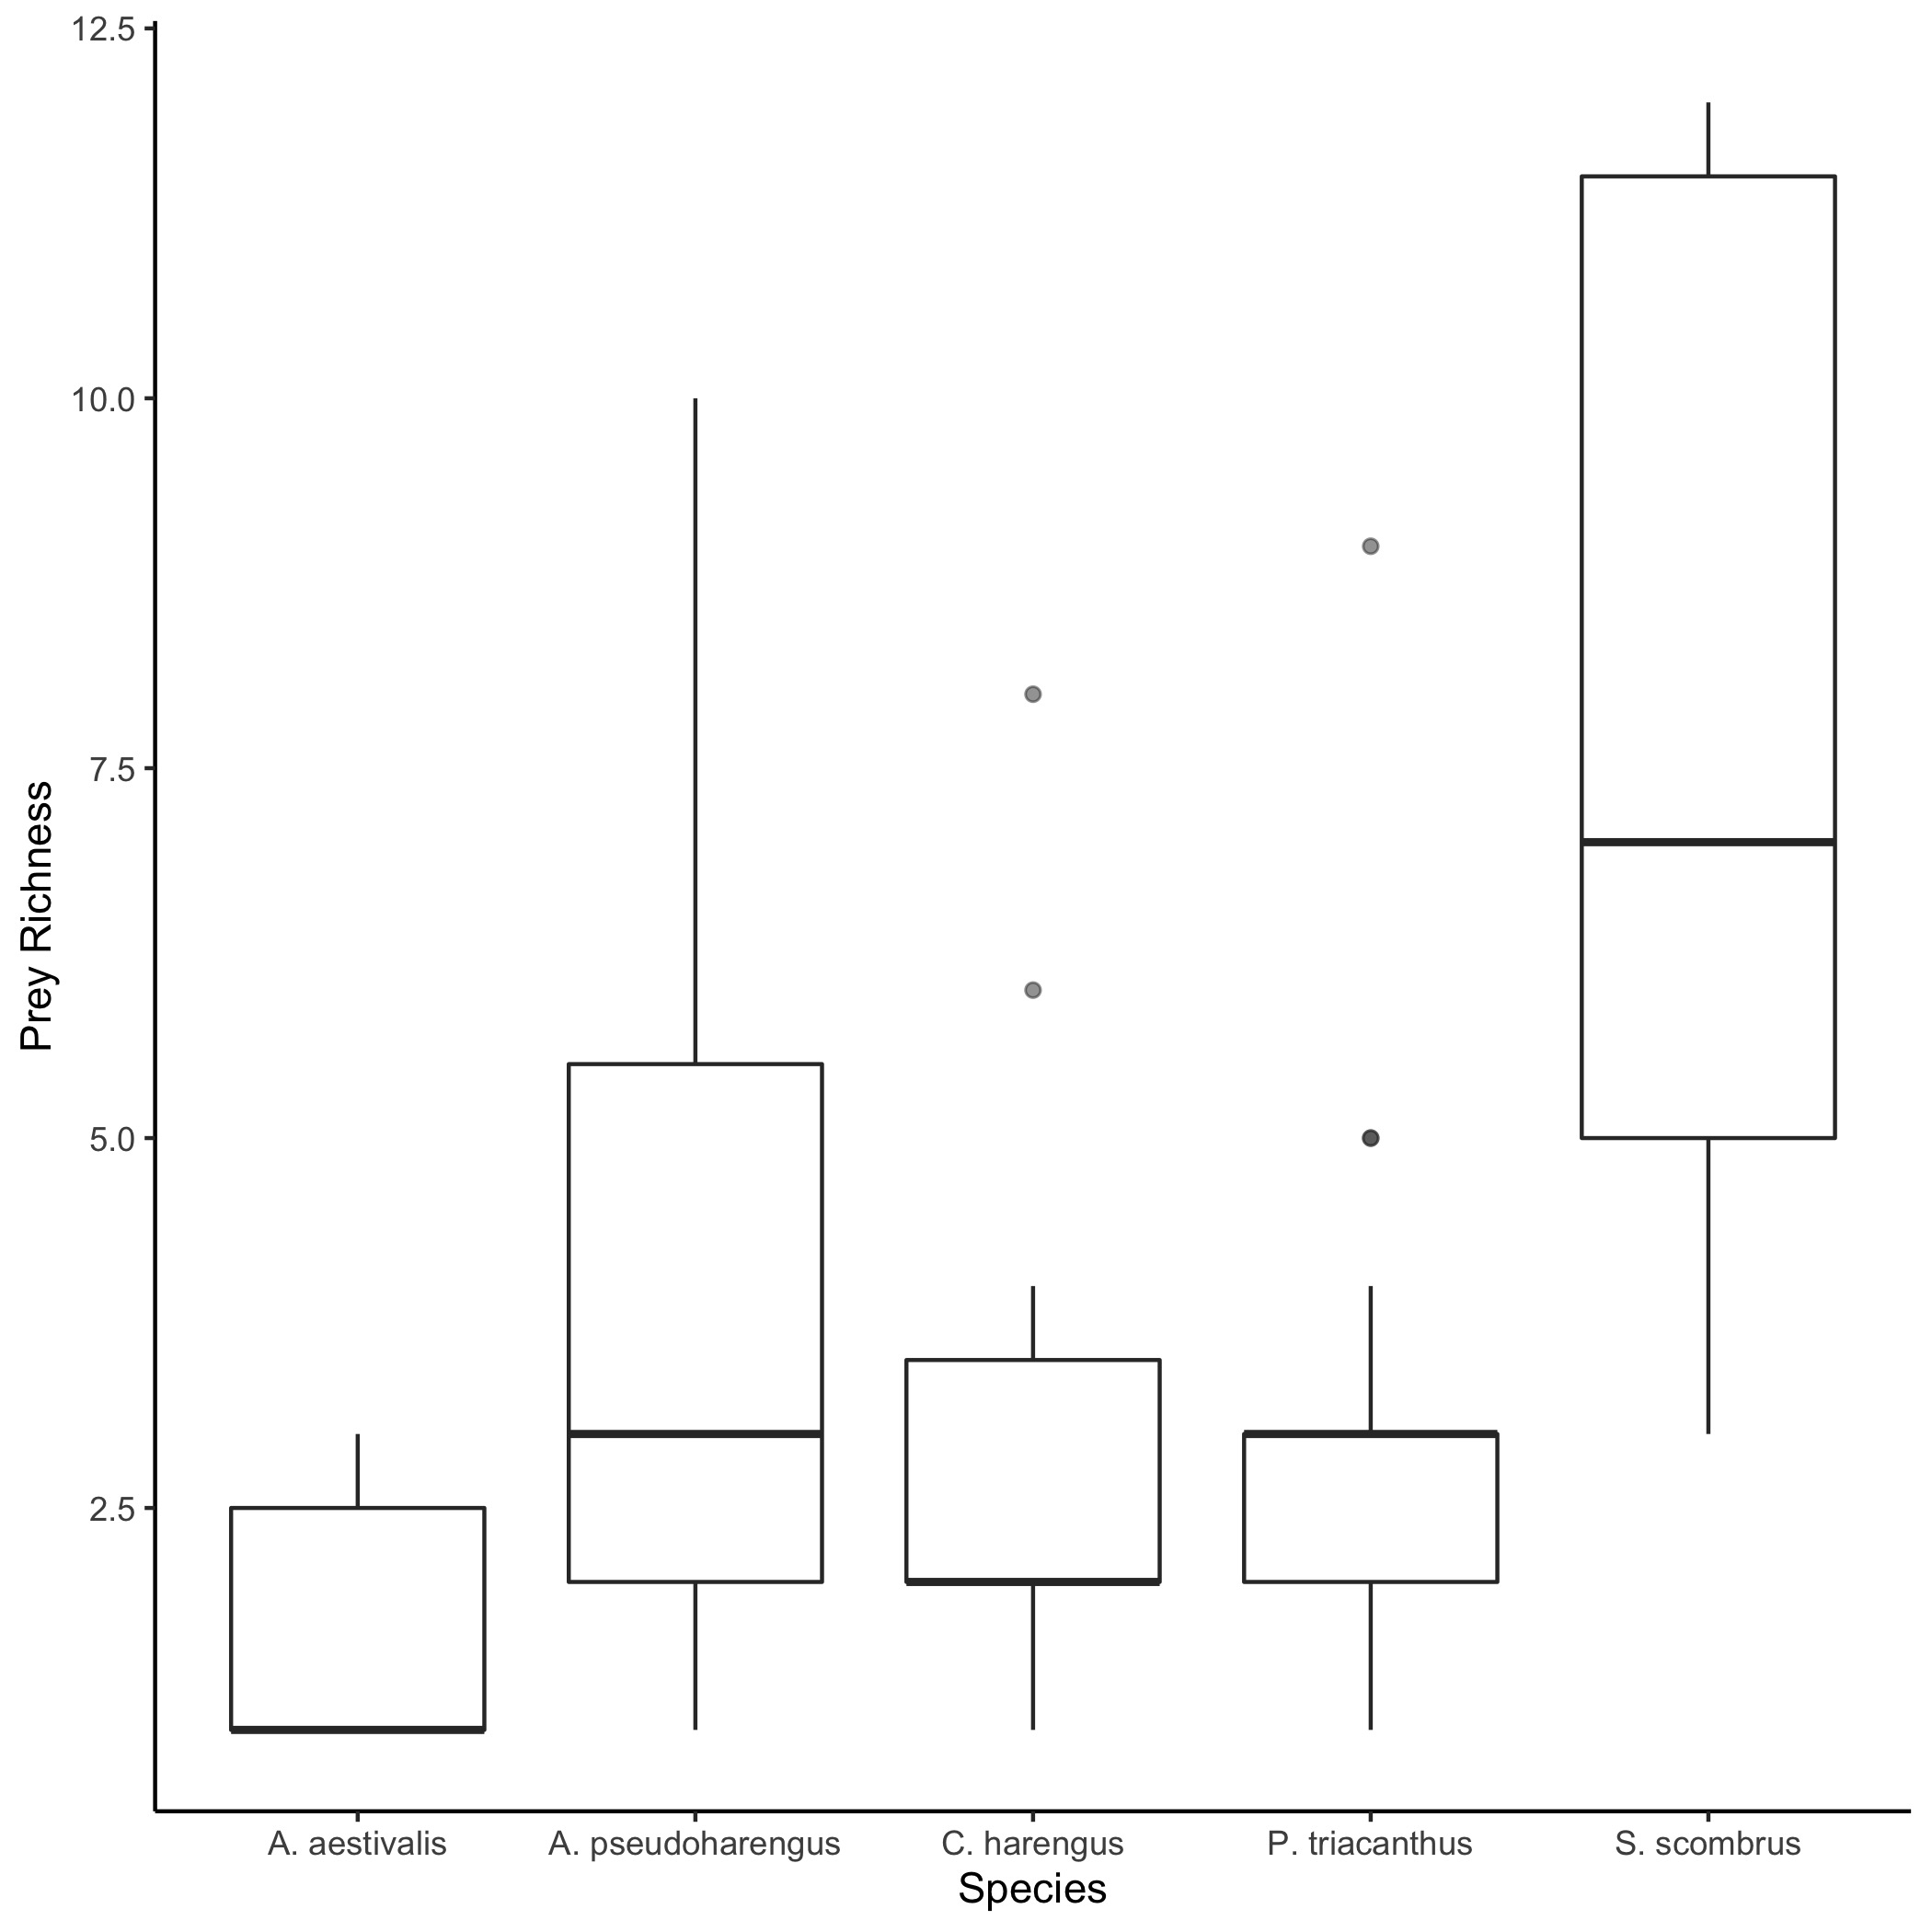 12.5
10.0
7.5
5.0
2.5
Prey Richness
A. aestivalis
A. pseudoharengus
C. harengus
P. triacanthus
S. scombrus
Species